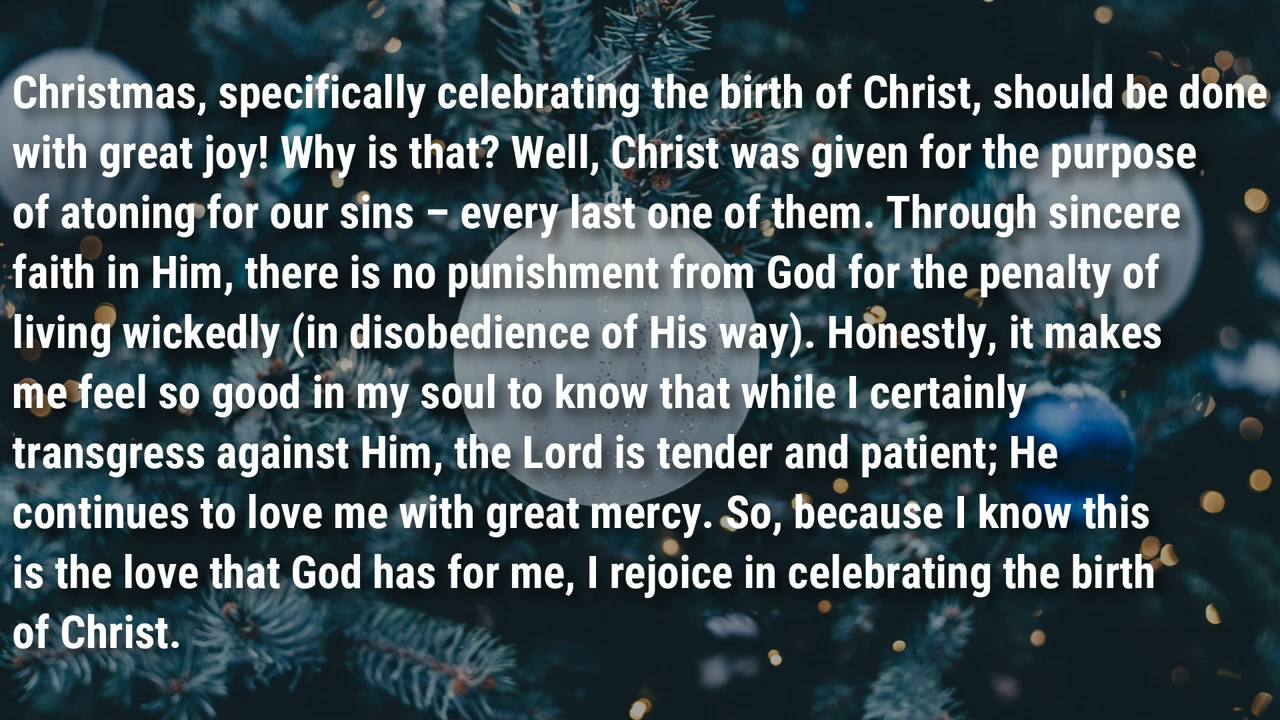 Christmas, specifically celebrating the birth of Christ, should be done
with great joy! Why is that? Well, Christ was given for the purpose
of atoning for our sins – every last one of them. Through sincere
faith in Him, there is no punishment from God for the penalty of
living wickedly (in disobedience of His way). Honestly, it makes
me feel so good in my soul to know that while I certainly
transgress against Him, the Lord is tender and patient; He
continues to love me with great mercy. So, because I know this
is the love that God has for me, I rejoice in celebrating the birth
of Christ.